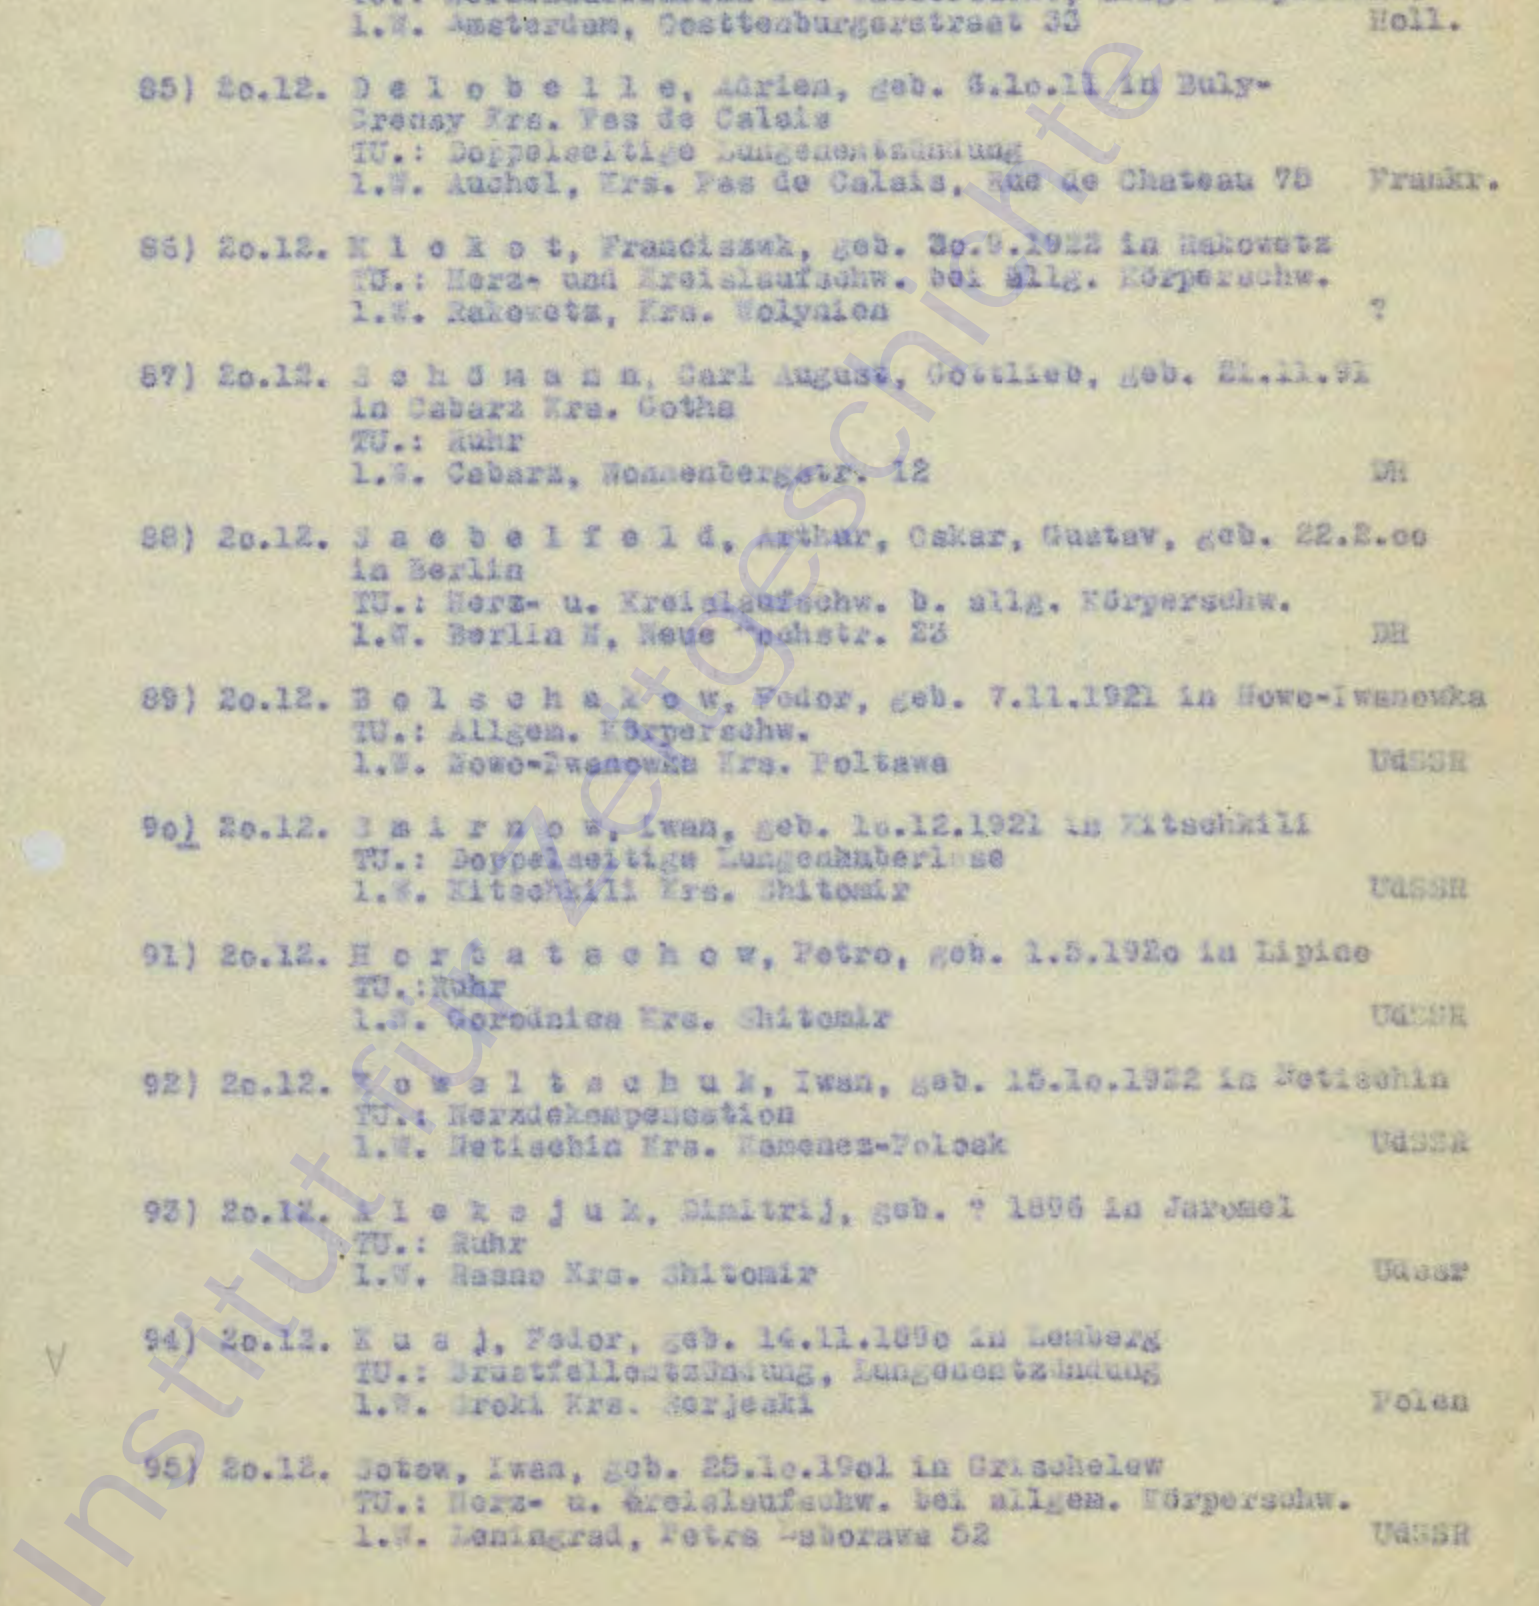 1.W. Amsterdam, Oosttenburgerstraat 33 Holl.
85) 2o.12. D e l o b e l l e, Adrien, geb. 6.1o.11 in Buly-
Grensy Krs. Pas de Calais
TU.: Doppelseitige Lungenentzündung
1.W. Auchel, Krs. Pas de Calais, Rue de Chateau 75 Frankr.
86) 2o.12. K l e k o t, Franciszek, geb. 3o.9.1922 in Rakowetz
TU.: Herz- und Kreislaufschw. bei allg. Körperschw.
1.W. Rakowetz, Krs. Wolynien ?
87) 2o.12. S c h ö m a n n, Carl August, Gottlieb, geb. 21.11.91
in Cabarz Krs. Gotha
TU.: Ruhr
1.W. Cabarz, Nonnenbergstr. 12 DR
88) 2o.12. S a e b e l f e l d, Arthur, Oskar, Gustav, geb. 22.2.oo
in Berlin
TU.: Herz- u. Kreislaufschw. b. allg. Körperschw.
1.W. Berlin N, Neue Hochstr. 23 DR
89) 2o.12. B o l s c h a k o w, Fedor, geb. 7.11.1921 in Nowo-Iwanowka
TU.: Allgem. Körperschw.
1.W. Nowo-Iwanowka Krs. Poltawa UdSSR
9o) 2o.12. S m i r n o w, Iwan, geb. 1o.12.1921 in Kitschkili
TU.: Doppelseitige
1.W. Kitschkili Krs. Shitomir UdSSR
91) 2o.12. H o r b a t s c h o w, Petro, geb. 1.5.192o in Lipice
TU.:Ruhr
1.W. Gorodnica Krs. Shitomir UdSSR
92) 2o.12. K o w a l t s c h u k, Iwan, geb. 15.1o.1922 in Netischin
TU.: Herzdekompensation
1.W. Netischin Krs. Kamenez-Polosk UdSSR
93) 2o.12. A l e k s j u k, Dimitrij, geb. ? 1896 in Jaromel
TU.: Ruhr
1.W. Rasno Krs. Shitomir UdSSr
94) 2o.12. K u s j, Fedor, geb. 14.11.189o in Lemberg
TU.: Brustfellentzündung, Lungenentzündung
1.W. Krs. Polen
95) 2o.12. Sotow, Iwan, geb. 25.1o.19o1 in Grischelew
TU.: Herz- u. Kreislaufschw. bei allgem. Körperschw.
1.W. Leningrad, Petra 52 UdSSR
Institut für Zeitgeschichte